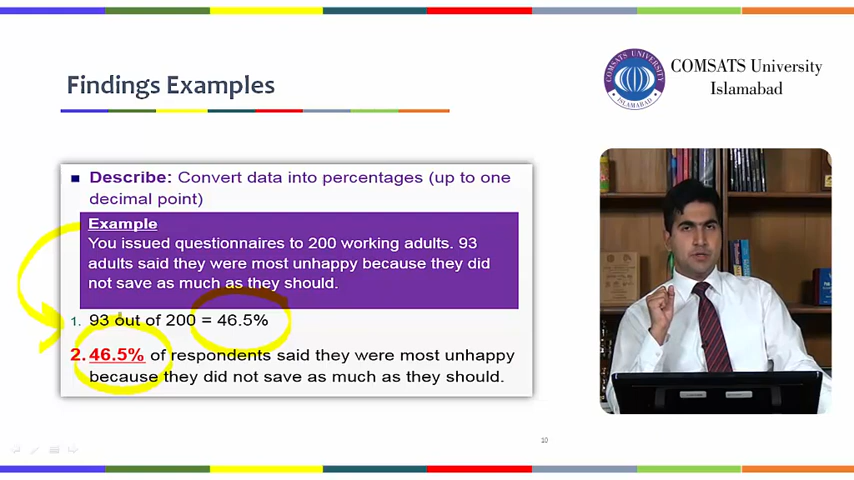 Findings Examples
COMSATS University
Islamabad
COMSATS UNIVERSITY
ISLAMABAD
■ Describe: Convert data into percentages (up to one
decimal point)
Example
You issued questionnaires to 200 working adults. 93
adults said they were most unhappy because they did
not save as much as they should.
1. 93 out of 200 = 46.5%
2. 46.5% of respondents said they were most unhappy
because they did not save as much as they should.
10